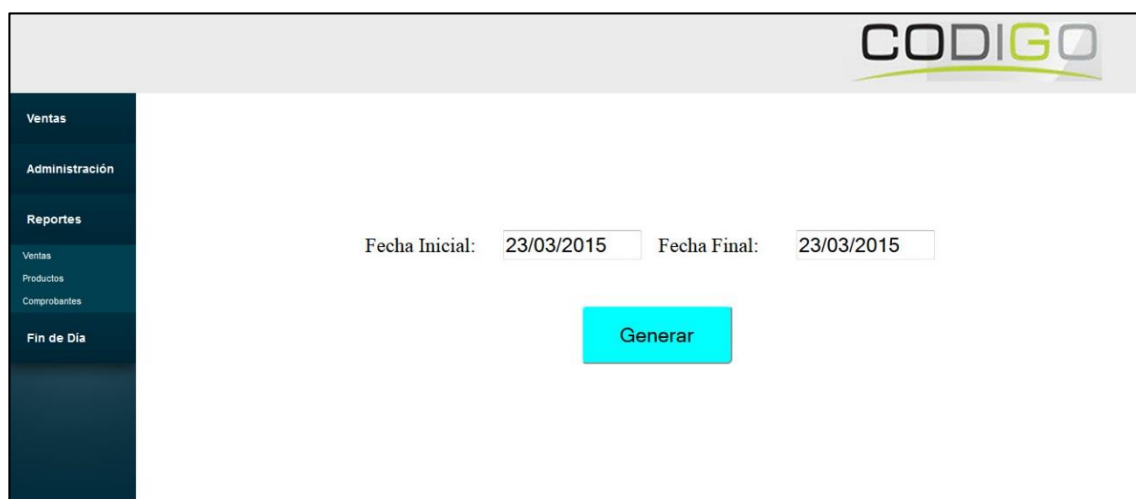 CODIGO
Ventas
Administración
Reportes
Ventas
Productos
Comprobantes
Fin de Día
Fecha Inicial: 23/03/2015 Fecha Final: 23/03/2015
Generar